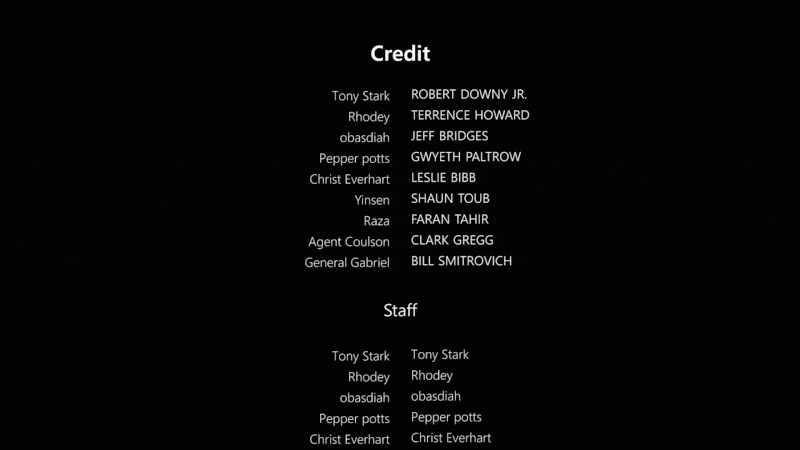 Credit
Tony Stark ROBERT DOWNY JR.
Rhodey TERRENCE HOWARD
obasdiah JEFF BRIDGES
Pepper potts GWYETH PALTROW
Christ Everhart LESLIE BIBB
Yinsen SHAUN TOUB
Raza FARAN TAHIR
Agent Coulson CLARK GREGG
General Gabriel BILL SMITROVICH
Staff
Tony Stark Tony Stark
Rhodey Rhodey
obasdiah obasdiah
Pepper potts Pepper potts
Christ Everhart Christ Everhart